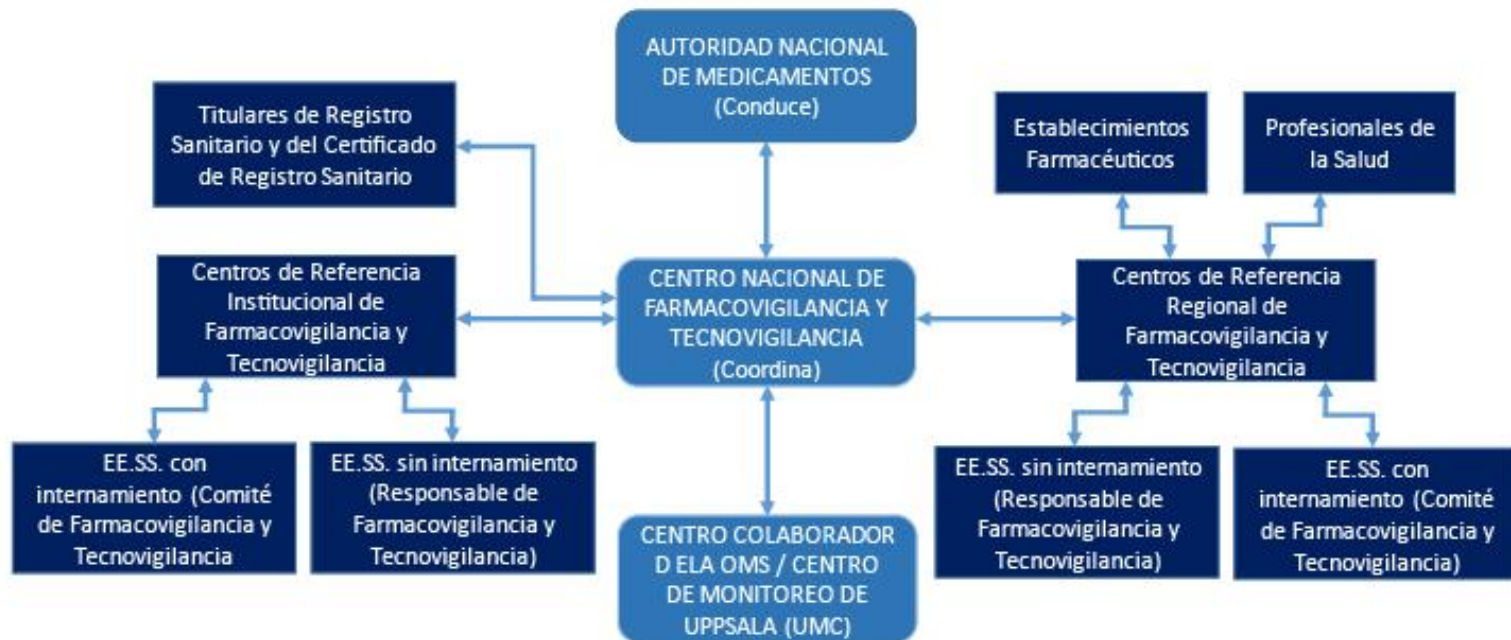 AUTORIDAD NACIONAL
DE MEDICAMENTOS
(Conduce)
Titulares de Registro
Sanitario y del Certificado
de Registro Sanitario
Establecimientos
Farmacéuticos
Profesionales de
la Salud
Centros de Referencia
Institucional de
Farmacovigilancia y
Tecnovigilancia
CENTRO NACIONAL DE
FARMACOVIGILANCIA Y
TECNOVIGILANCIA
(Coordina)
Centros de Referencia
Regional de
Farmacovigilancia y
Tecnovigilancia
EE.SS. con
internamiento (Comité
de Farmacovigilancia y
Tecnovigilancia
EE.SS. sin internamiento
(Responsable de
Farmacovigilancia y
Tecnovigilancia)
CENTRO COLABORADOR
D ELA OMS / CENTRO
DE MONITOREO DE
UPPSALA (UMC)
EE.SS. sin internamiento
(Responsable de
Farmacovigilancia y
Tecnovigilancia)
EE.SS. con
internamiento (Comité
de Farmacovigilancia y
Tecnovigilancia)